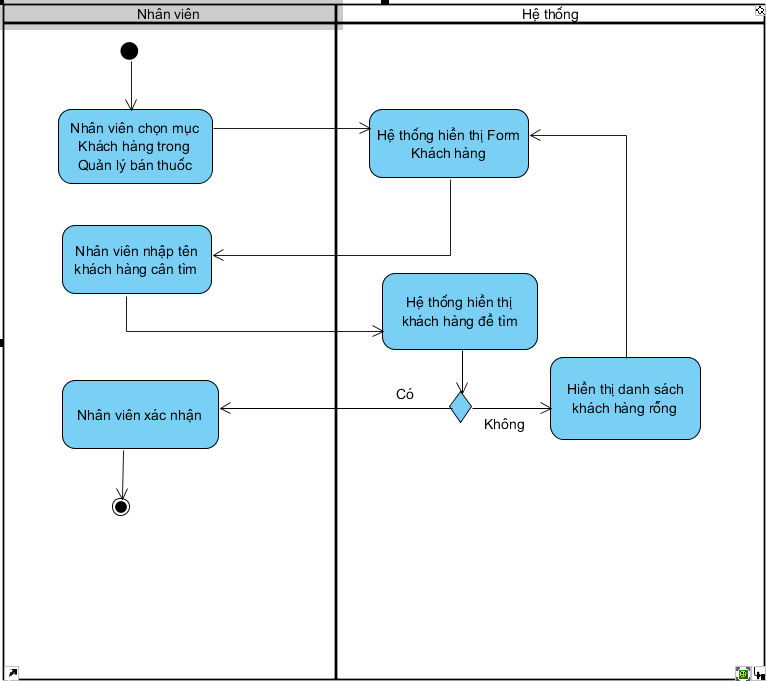 Nhân viên
Hệ thống
Nhân viên chọn mục
Khách hàng trong
Quản lý bán thuốc
Hệ thống hiển thị Form
Khách hàng
Nhân viên nhập tên
khách hàng cần tìm
Hệ thống hiển thị
khách hàng để tìm
Có
Không
Hiển thị danh sách
khách hàng rỗng
Nhân viên xác nhận